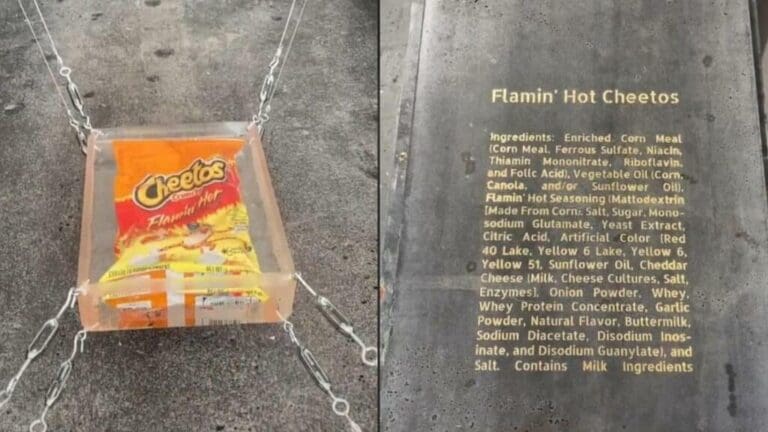 Cheetos
Crunchy
Flamin' Hot
Flamin' Hot Cheetos
Ingredients: Enriched Corn Meal
(Corn Meal, Ferrous Sulfate, Niacin,
Thiamin Mononitrate, Riboflavin,
and Folic Acid), Vegetable Oil (Corn,
Canola, and/or Sunflower Oil),
Flamin' Hot Seasoning (Maltodextrin
[Made From Corn], Salt, Sugar, Mono-
sodium Glutamate, Yeast Extract,
Citric Acid, Artificial Color [Red
40 Lake, Yellow 6 Lake, Yellow 6,
Yellow 5], Sunflower Oil, Cheddar
Cheese [Milk, Cheese Cultures, Salt,
Enzymes], Onion Powder, Whey,
Whey Protein Concentrate, Garlic
Powder, Natural Flavor, Buttermilk,
Sodium Diacetate, Disodium Inos-
inate, and Disodium Guanylate), and
Salt. Contains Milk Ingredients